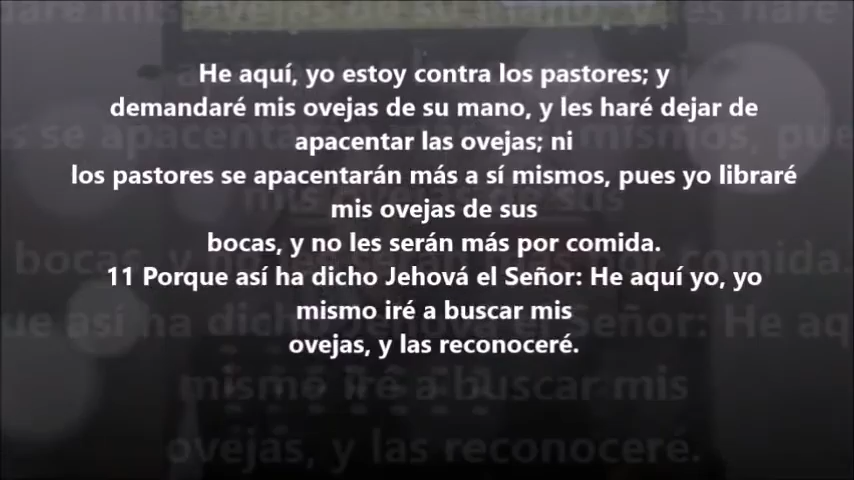 He aquí, yo estoy contra los pastores; y
demandaré mis ovejas de su mano, y les haré dejar de
apacentar las ovejas; ni
los pastores se apacentarán más a sí mismos, pues yo libraré
mis ovejas de sus
bocas, y no les serán más por comida.
11 Porque así ha dicho Jehová el Señor: He aquí yo, yo
mismo iré a buscar mis
ovejas, y las reconoceré.